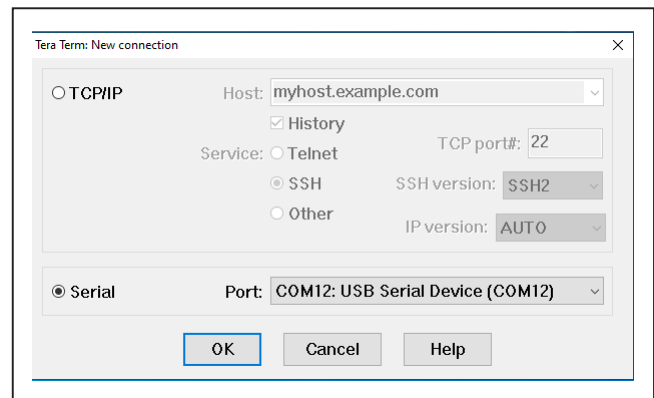 Tera Term: New connection
TCP/IP
Host: myhost.example.com
History
Service: Telnet
TCP port#: 22
SSH
SSH version: SSH2
Other
IP version: AUTO
Serial
Port: COM12: USB Serial Device (COM12)
OK Cancel Help